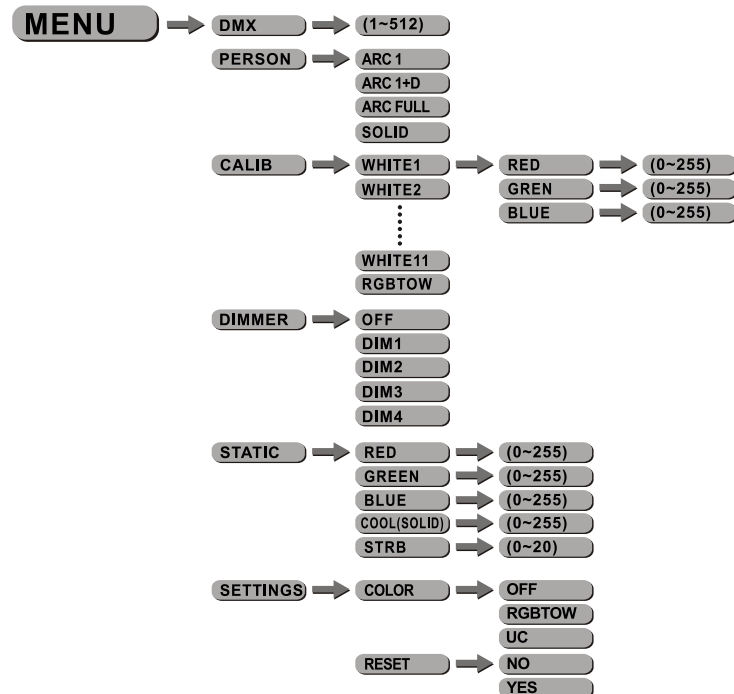 MENU DMX (1~512)
PERSON ARC 1
ARC 1+D
ARC FULL
SOLID
CALIB WHITE1 RED (0~255)
WHITE2 GREN (0~255)
BLUE (0~255)
WHITE11
RGBTOW
DIMMER OFF
DIM1
DIM2
DIM3
DIM4
STATIC RED (0~255)
GREEN (0~255)
BLUE (0~255)
COOL(SOLID) (0~255)
STRB (0~20)
SETTINGS COLOR OFF
RGBTOW
UC
RESET NO
YES